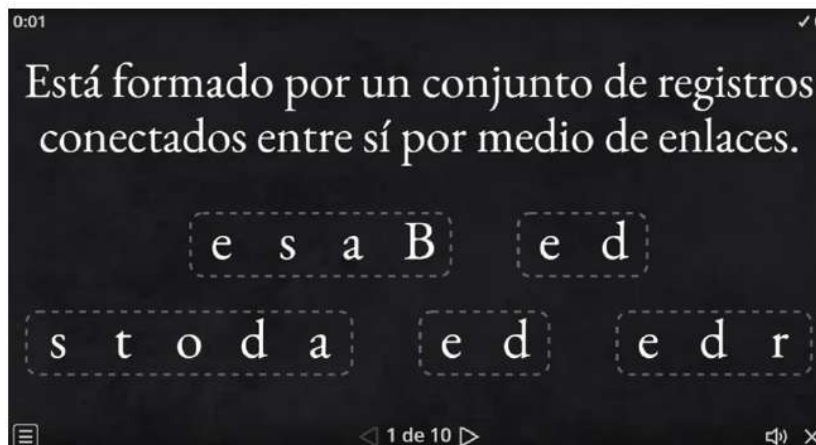 0:01
Está formado por un conjunto de registros
conectados entre sí por medio de enlaces.
e s a B e d
s t o d a e d e d r
1 de 10